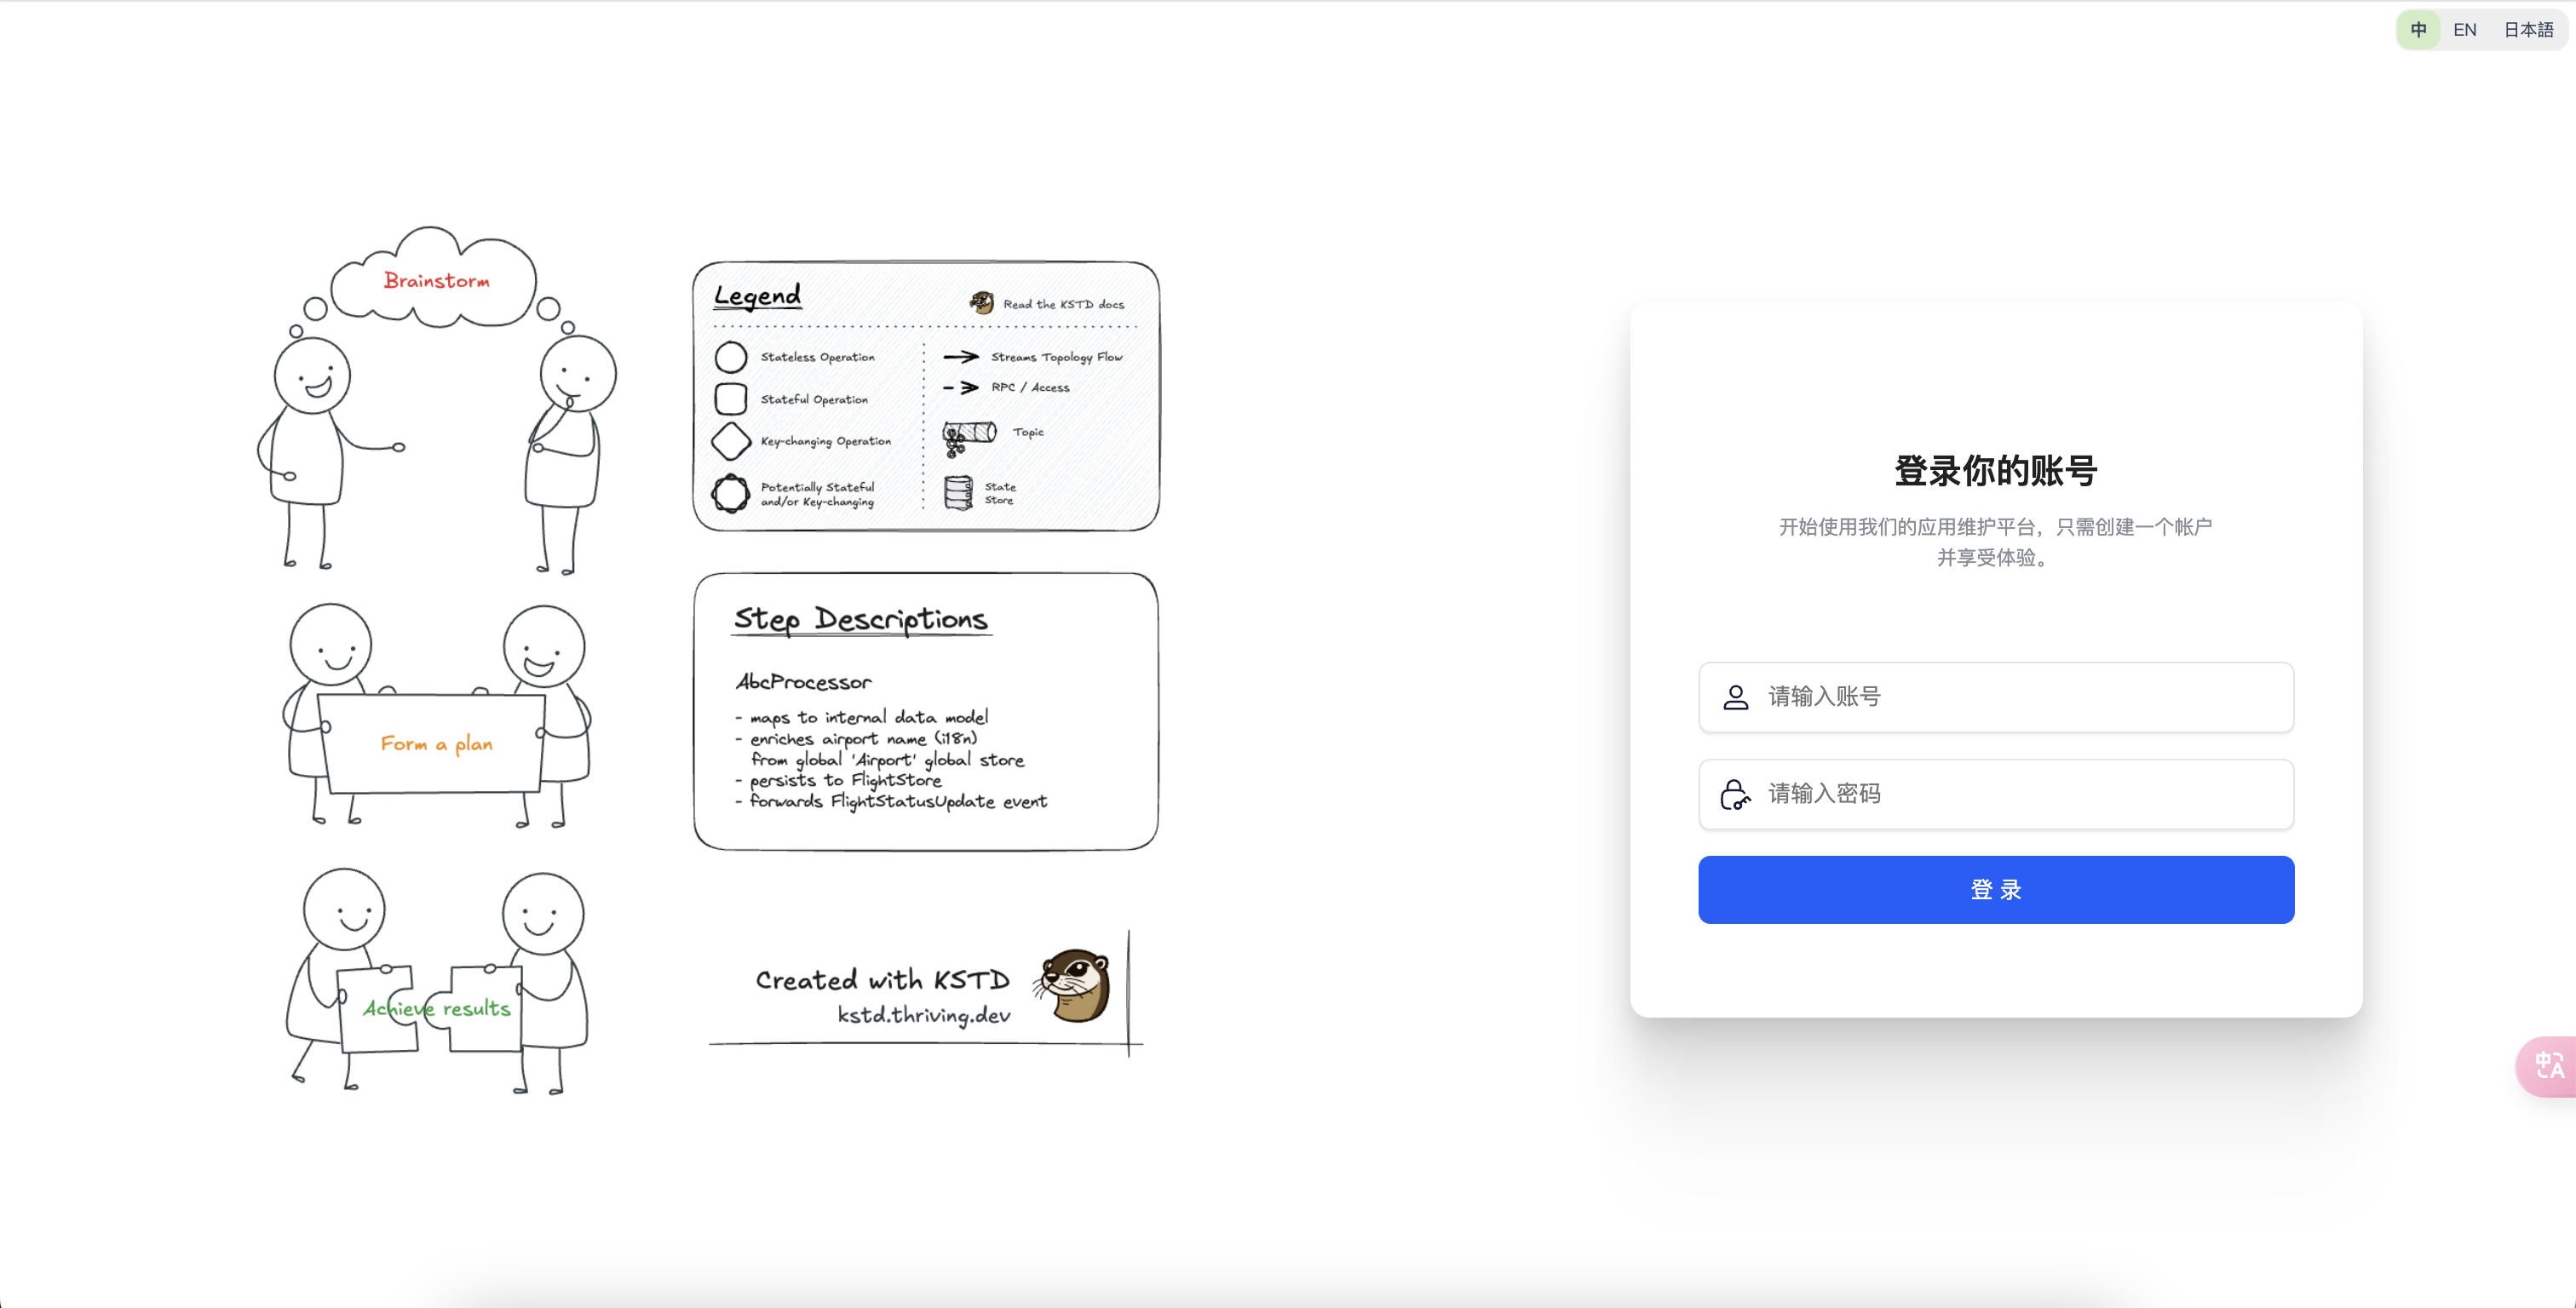 中 EN 日本語
Brainstorm
Form a plan
Achieve results
Legend
Read the KSTD docs
Stateless Operation
Stateful Operation
Key-changing Operation
Potentially Stateful
and/or Key-changing
Streams Topology Flow
RPC / Access
Topic
State
Store
Step Descriptions
AbcProcessor
- maps to internal data model
- enriches airport name (i18n)
from global 'Airport' global store
- persists to FlightStore
- forwards FlightStatusUpdate event
Created with KSTD
kstd.thriving.dev
登录你的账号
开始使用我们的应用维护平台，只需创建一个帐户
并享受体验。
请输入账号
请输入密码
登 录
中 A